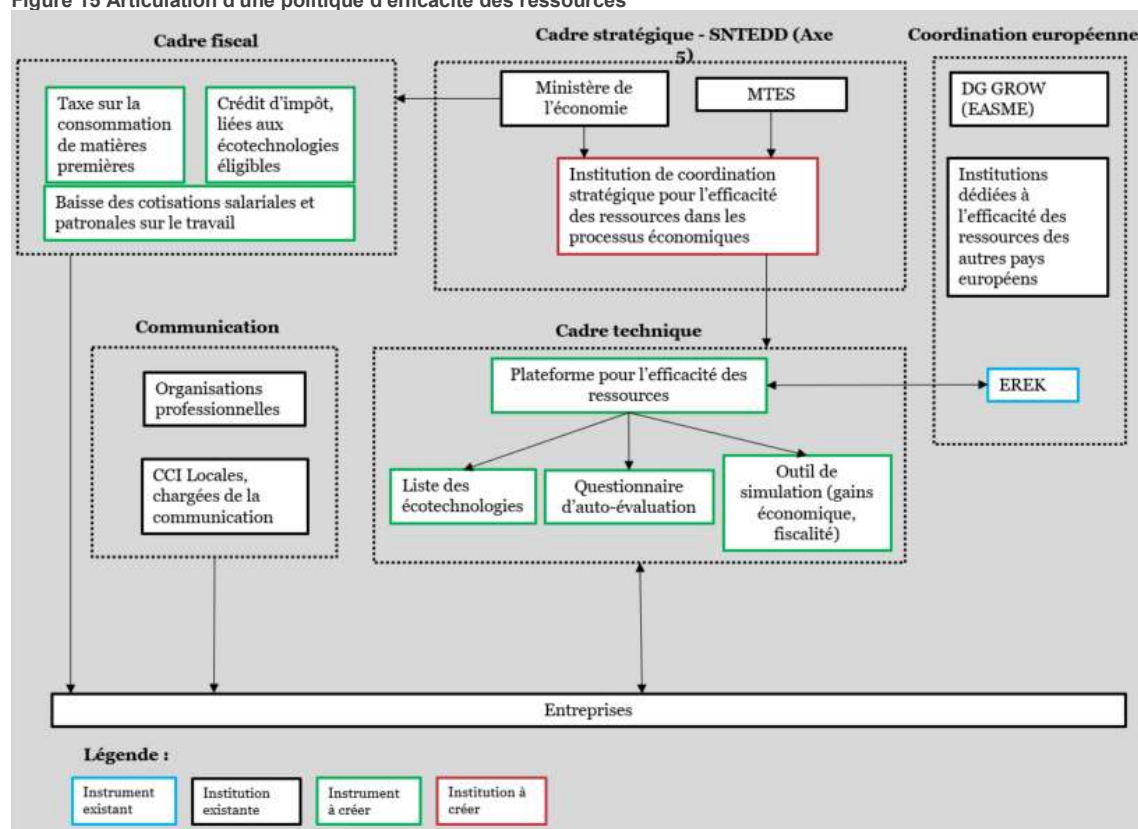 Figure 15 Articulation d'une politique d'efficacité des ressources
Cadre fiscal
Taxe sur la
consommation
de matières
premières
Crédit d'impôt,
liées aux
écotechnologies
éligibles
Baisse des cotisations salariales et
patronales sur le travail
Cadre stratégique - SNTEDD (Axe
5)
Ministère de
l'économie
MTES
Institution de coordination
stratégique pour l'efficacité
des ressources dans les
processus économiques
Coordination européenne
DG GROW
(EASME)
Institutions
dédiées à
l'efficacité des
ressources des
autres pays
européens
EREK
Communication
Organisations
professionnelles
CCI Locales,
chargées de la
communication
Cadre technique
Plateforme pour l'efficacité des
ressources
Liste des
écotechnologies
Questionnaire
d'auto-évaluation
Outil de
simulation (gains
économique,
fiscalité)
Entreprises
Légende :
Instrument
existant
Institution
existante
Instrument
à créer
Institution à
créer